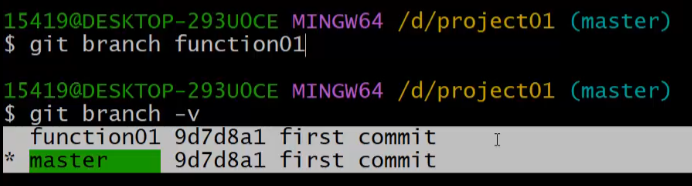 15419@DESKTOP-293U0CE MINGW64 /d/project01 (master)
$ git branch function01
15419@DESKTOP-293U0CE MINGW64 /d/project01 (master)
$ git branch -v
  function01 9d7d8a1 first commit
* master     9d7d8a1 first commit